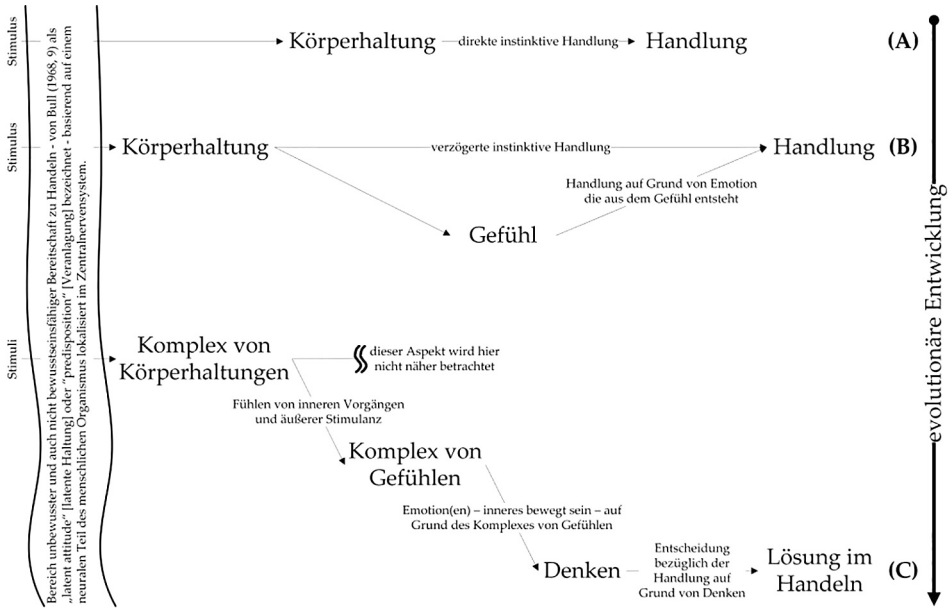 Stimulus
Körperhaltung
direkte instinktive Handlung
Handlung
(A)
Stimulus
Körperhaltung
verzögerte instinktive Handlung
Handlung
(B)
Handlung auf Grund von Emotion
die aus dem Gefühl entsteht
Gefühl
Stimuli
Komplex von
Körperhaltungen
dieser Aspekt wird hier
nicht näher betrachtet
Fühlen von inneren Vorgängen
und äußerer Stimulanz
Komplex von
Gefühlen
Emotion(en) – inneres bewegt sein – auf
Grund des Komplexes von Gefühlen
Denken
Entscheidung
bezüglich der
Handlung auf
Grund von Denken
Lösung im
Handeln
(C)
Bereich unbewusster und auch nicht bewusstseinsfähiger Bereitschaft zu Handeln - von Bull (1968, 9) als
„latent attitude“ [latente Haltung] oder “predisposition“ [Veranlagung] bezeichnet - basierend auf einem
neuralen Teil des menschlichen Organismus lokalisiert im Zentralnervensystem.
evolutionäre Entwicklung